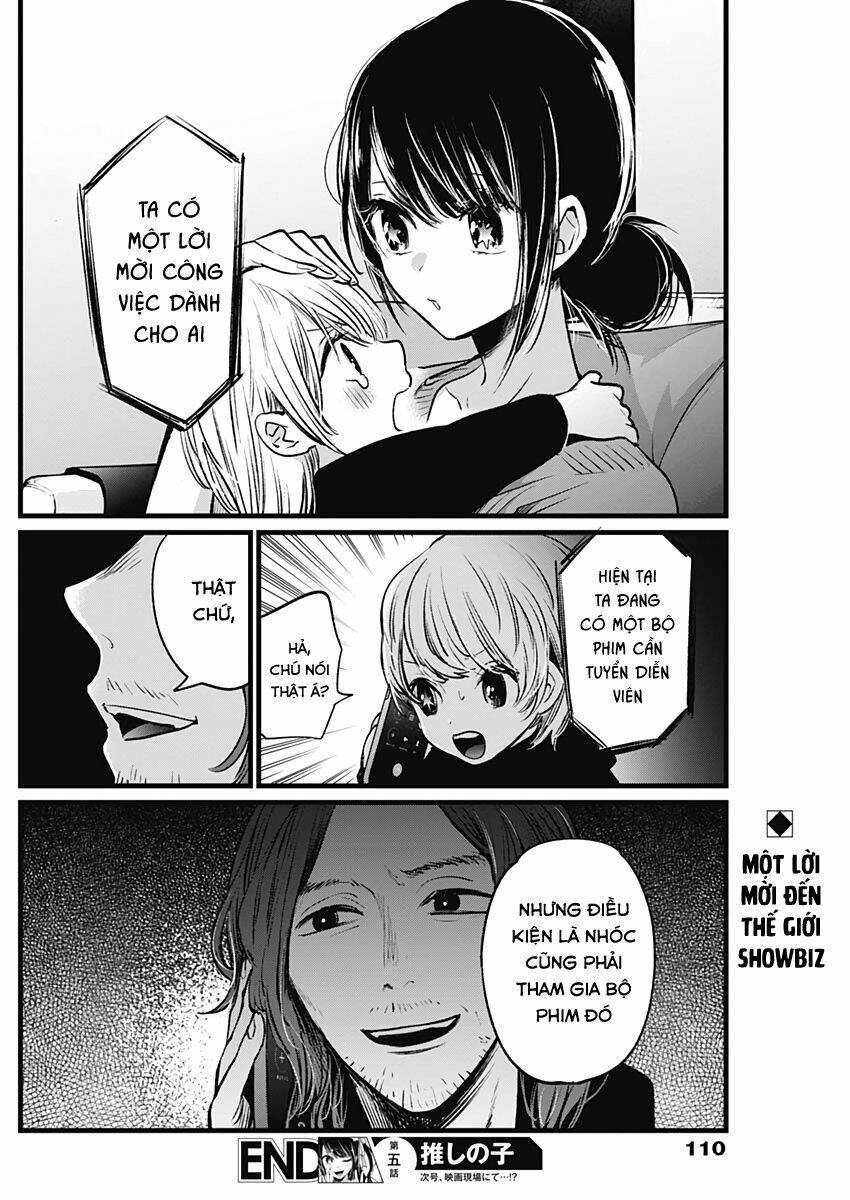 TA CÓ
MỘT LỜI
MỜI CÔNG
VIỆC DÀNH
CHO AI
HIỆN TẠI
TA ĐANG
CÓ MỘT BỘ
PHIM CẦN
TUYỂN DIỄN
VIÊN
HẢ,
CHÚ NÓI
THẬT Á?
THẬT
CHỨ,
NHƯNG ĐIỀU
KIỆN LÀ NHÓC
CŨNG PHẢI
THAM GIA BỘ
PHIM ĐÓ
MỘT LỜI
MỜI ĐẾN
THẾ GIỚI
SHOWBIZ
END
第五話
推しの子
次号、映画現場にて…!?
110